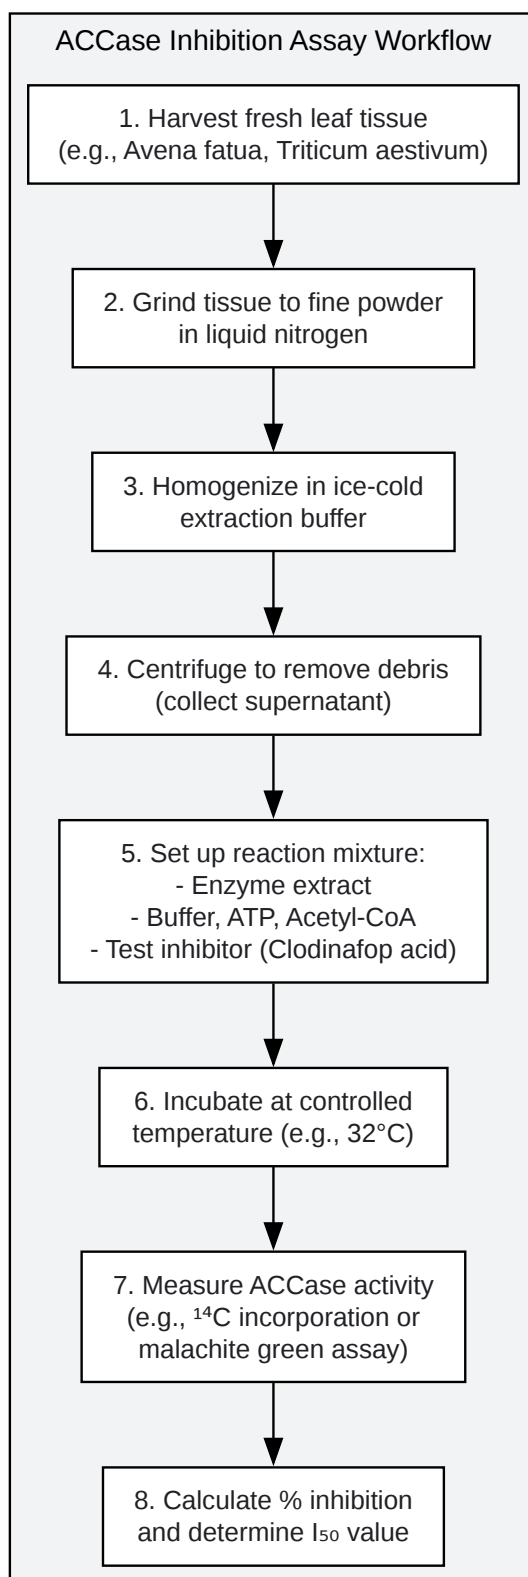 ACCase Inhibition Assay Workflow
1. Harvest fresh leaf tissue
(e.g., Avena fatua, Triticum aestivum)
2. Grind tissue to fine powder
in liquid nitrogen
3. Homogenize in ice-cold
extraction buffer
4. Centrifuge to remove debris
(collect supernatant)
5. Set up reaction mixture:
- Enzyme extract
- Buffer, ATP, Acetyl-CoA
- Test inhibitor (Clodinafop acid)
6. Incubate at controlled
temperature (e.g., 32°C)
7. Measure ACCase activity
(e.g., ¹⁴C incorporation or
malachite green assay)
8. Calculate % inhibition
and determine I₅₀ value